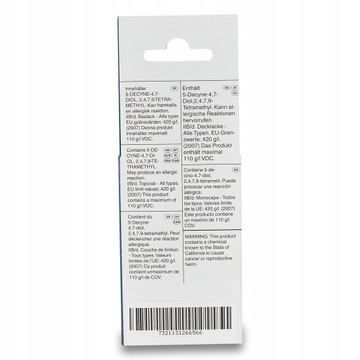 Innehåller
5-DECYNE-4,7-
DIOL, 2,4,7,9-TETRA-
METHYL. Kan framkalla
en allergisk reaktion.
IIB/d. Baslack - Alla typer.
EU-gränsvärden: 420 g/l.
(2007) Denna produkt
innehåller maximalt
110 g/l VOC.
Contains 5-DE-
CYNE-4,7-DI-
OL, 2,4,7,9-TE-
TRAMETHYL.
May produce an allergic
reaction.
IIB/d. Topcoat - All types.
EU limit values: 420 g/l.
(2007) This product
contains a maximum of
110 g/l VOC.
Contient du
5-Decyne-
4,7-diol,
2,4,7,9-tetramethyl. Peut
déclencher une réaction
allergique.
IIB/d. Couche de finition
- Tous types. Valeurs
limites de l'UE: 420 g/l.
(2007) Ce produit
contient un maximum de
110 g/l de COV.
Enthält
5-Decyne-4,7-
Diol,2,4,7,9-
Tetramethyl. Kann al-
lergische Reaktionen
hervorrufen.
IIB/d. Decklacke -
Alle Typen. EU-Gren-
zwerte: 420 g/l.
(2007) Das Produkt
enthält maximal
110 g/l VOC.
Contiene 5-de-
cino-4,7-diol,
2,4,7,9-tetrametil. Puede
provocar una reacción
alérgica.
IIB/d. Monocapa - Todos
los tipos. Valores límite
de la UE: 420 g/l. (2007)
Este producto contiene
un máximo de 110 g/l
COV.
WARNING: This product
contains a chemical
known to the State of
California to cause
cancer or reproductive
harm.
7321131266566